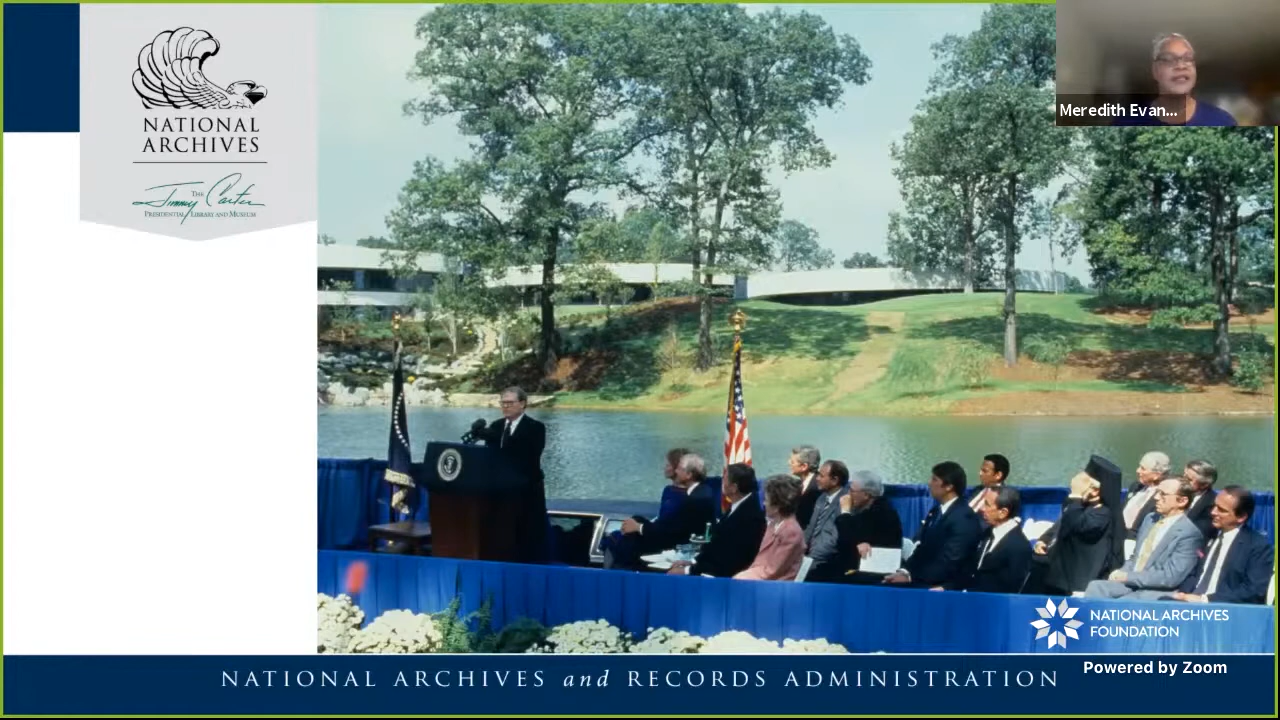 NATIONAL
ARCHIVES
THE
Jimmy Carter
PRESIDENTIAL LIBRARY AND MUSEUM
Meredith Evan...
NATIONAL ARCHIVES
FOUNDATION
Powered by Zoom
NATIONAL ARCHIVES and RECORDS ADMINISTRATION